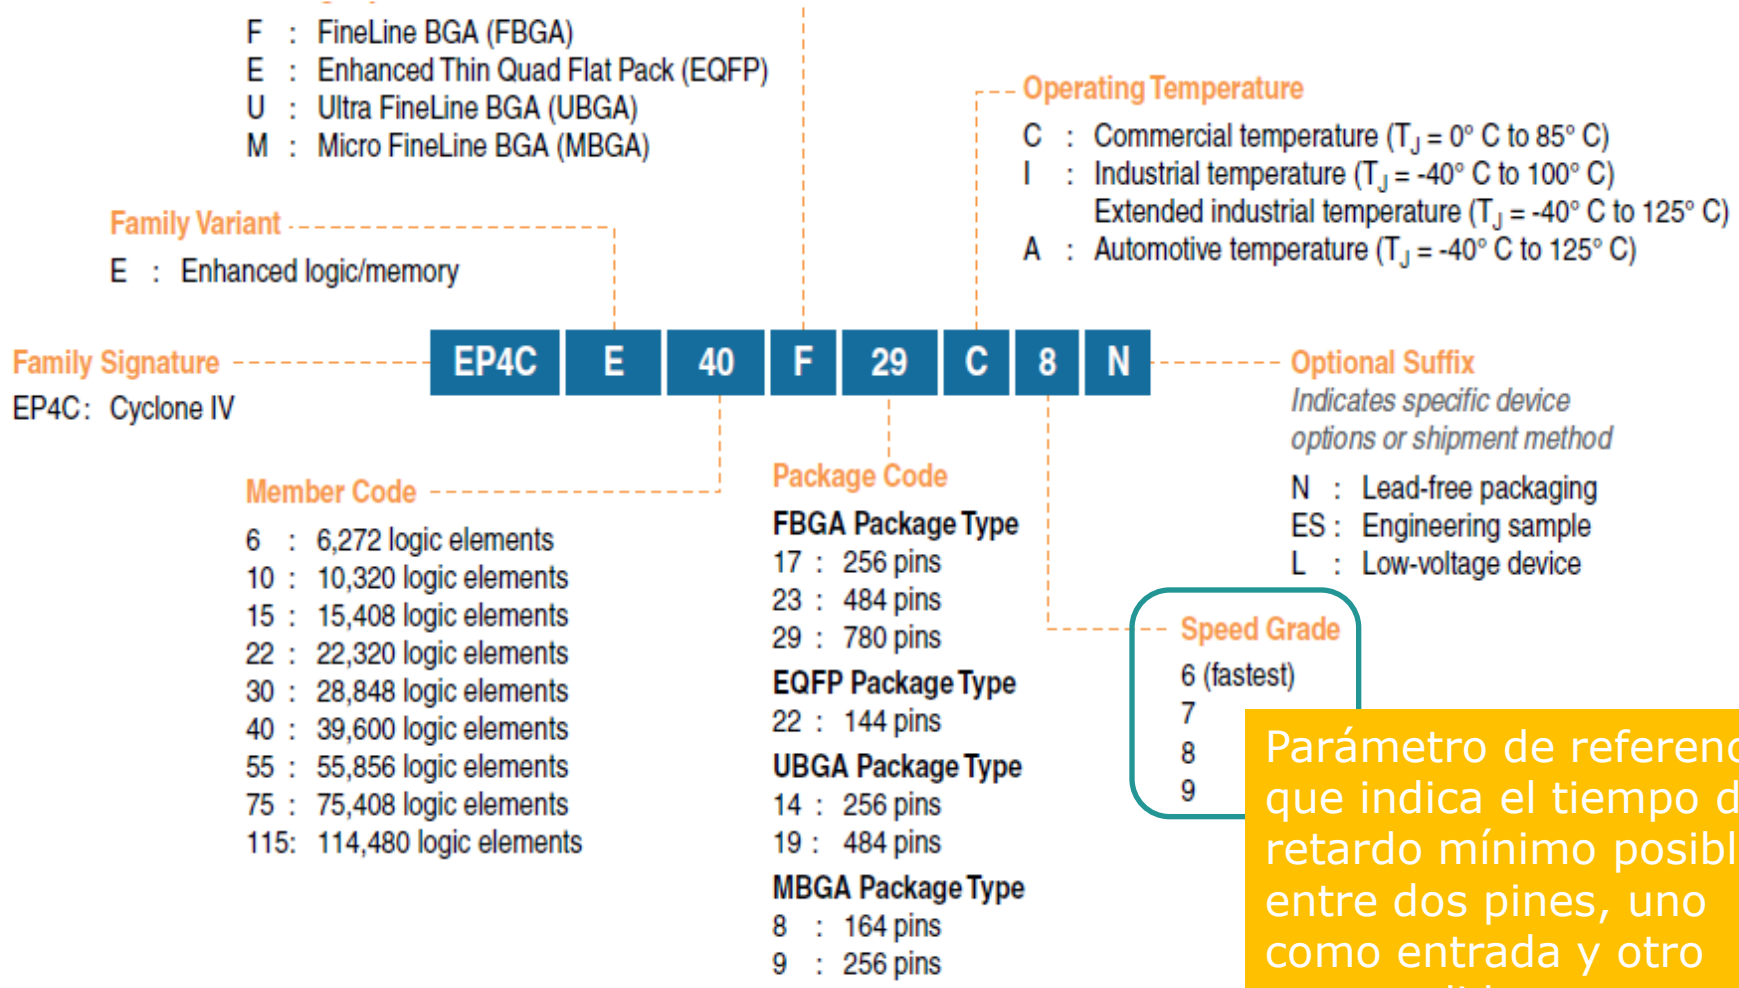 F : FineLine BGA (FBGA)
E : Enhanced Thin Quad Flat Pack (EQFP)
U : Ultra FineLine BGA (UBGA)
M : Micro FineLine BGA (MBGA)
Operating Temperature
C : Commercial temperature (TJ = 0° C to 85° C)
I : Industrial temperature (TJ = -40° C to 100° C)
Extended industrial temperature (TJ = -40° C to 125° C)
A : Automotive temperature (TJ = -40° C to 125° C)
Family Variant
E : Enhanced logic/memory
Family Signature
EP4C: Cyclone IV
EP4C E 40 F 29 C 8 N
Optional Suffix
Indicates specific device
options or shipment method
N : Lead-free packaging
ES : Engineering sample
L : Low-voltage device
Member Code
6 : 6,272 logic elements
10 : 10,320 logic elements
15 : 15,408 logic elements
22 : 22,320 logic elements
30 : 28,848 logic elements
40 : 39,600 logic elements
55 : 55,856 logic elements
75 : 75,408 logic elements
115: 114,480 logic elements
Package Code
FBGA Package Type
17 : 256 pins
23 : 484 pins
29 : 780 pins
EQFP Package Type
22 : 144 pins
UBGA Package Type
14 : 256 pins
19 : 484 pins
MBGA Package Type
8 : 164 pins
9 : 256 pins
Speed Grade
6 (fastest)
7
8
9
Parámetro de
que indica el tiempo
retardo mínimo
entre dos pines, uno
como entrada y otro